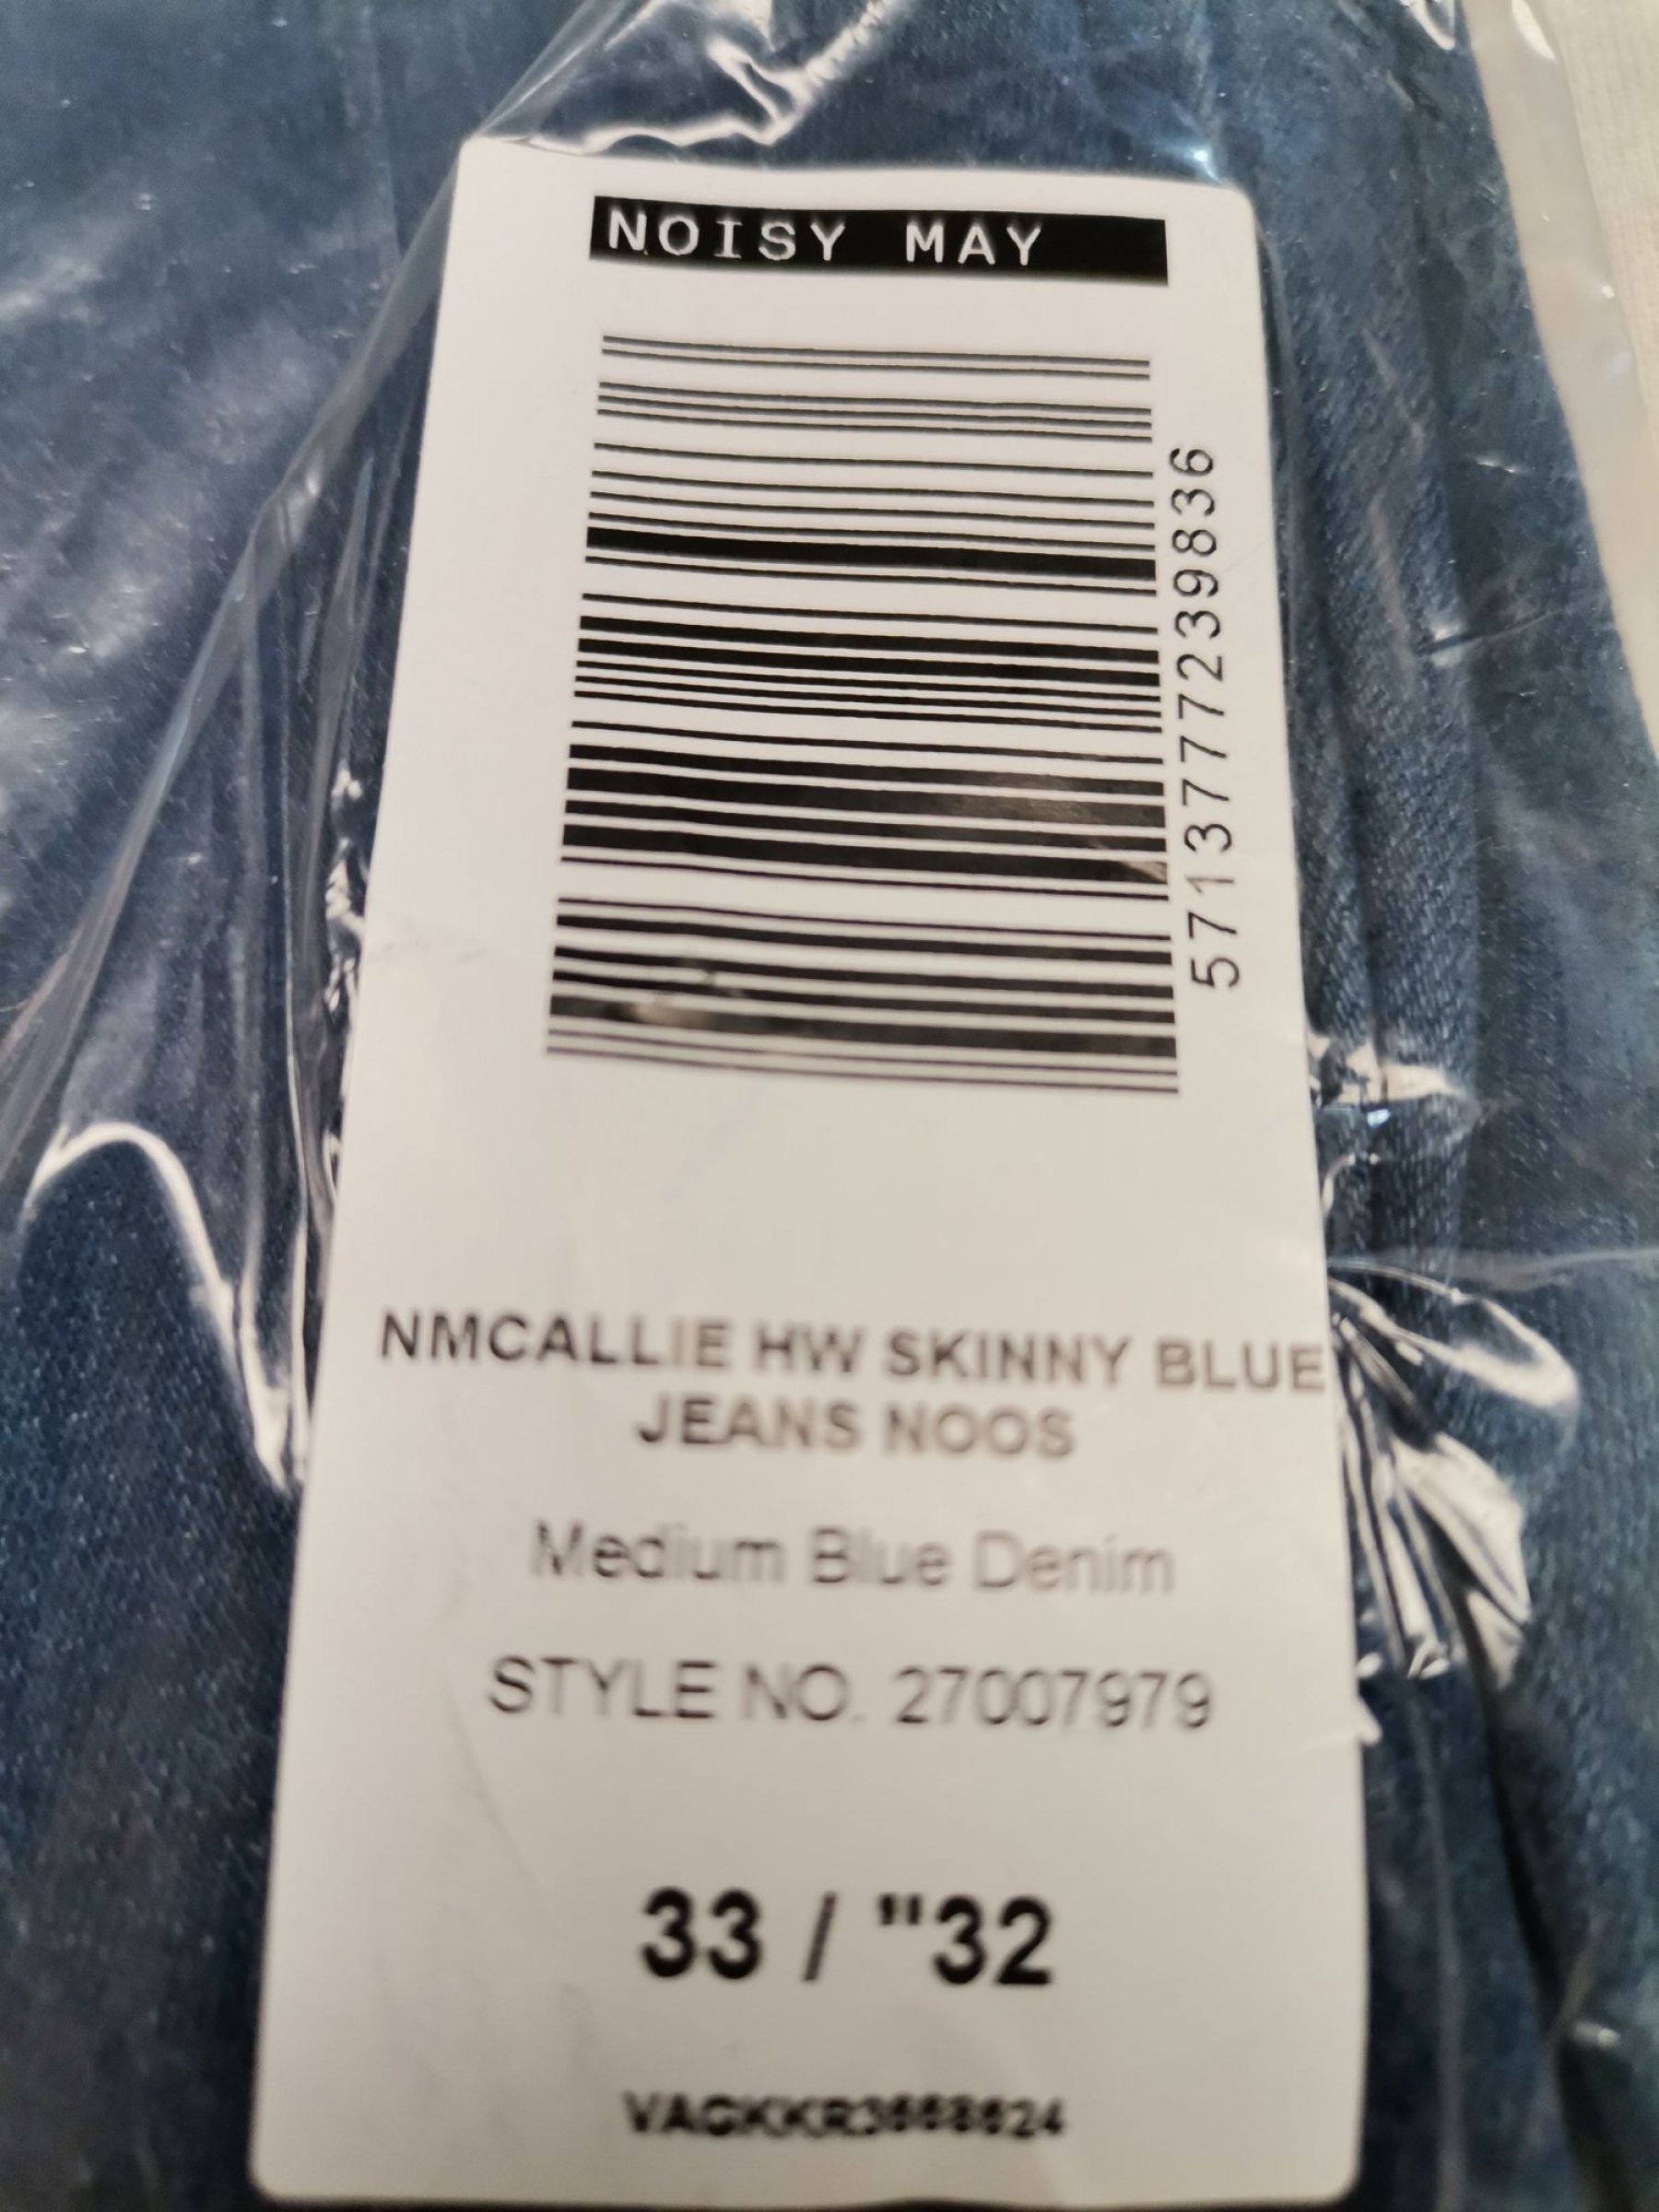 NOISY MAY
5713777239836
NMCALLIE HW SKINNY BLUE
JEANS NOOS
Medium Blue Denim
STYLE NO. 27007979
33 / "32